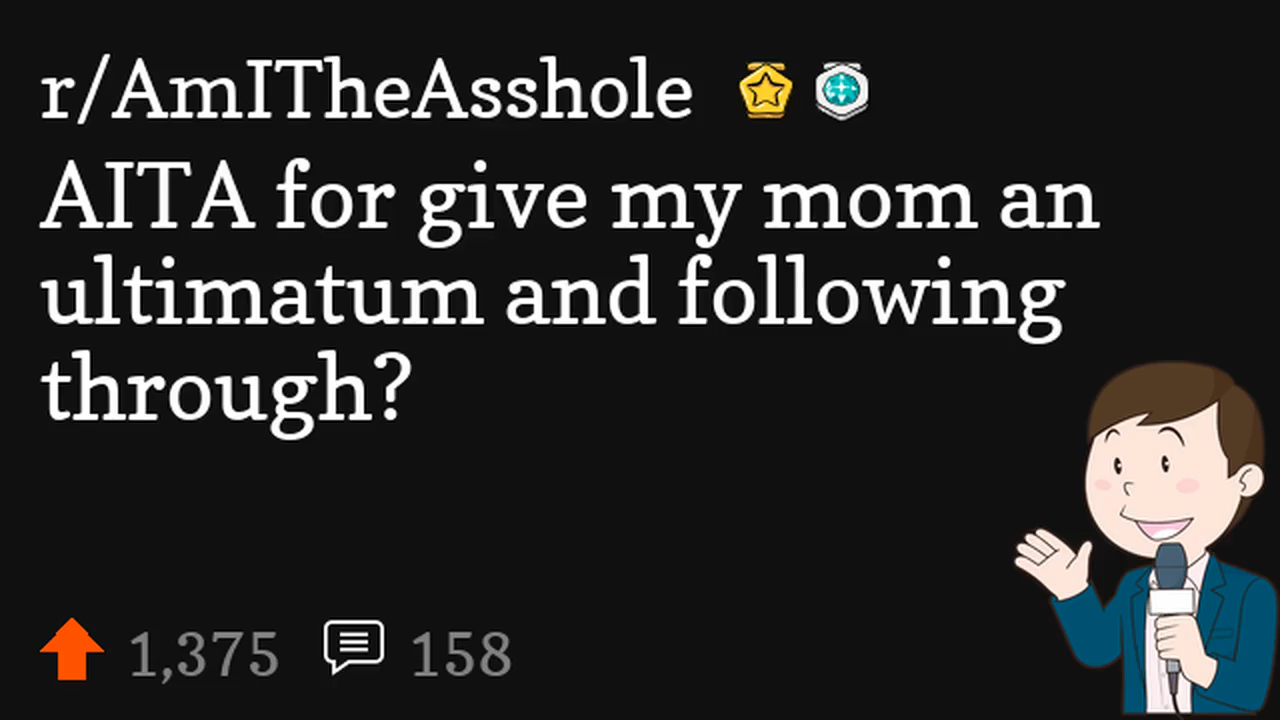 r/AmITheAsshole
AITA for give my mom an
ultimatum and following
through?
1,375 158